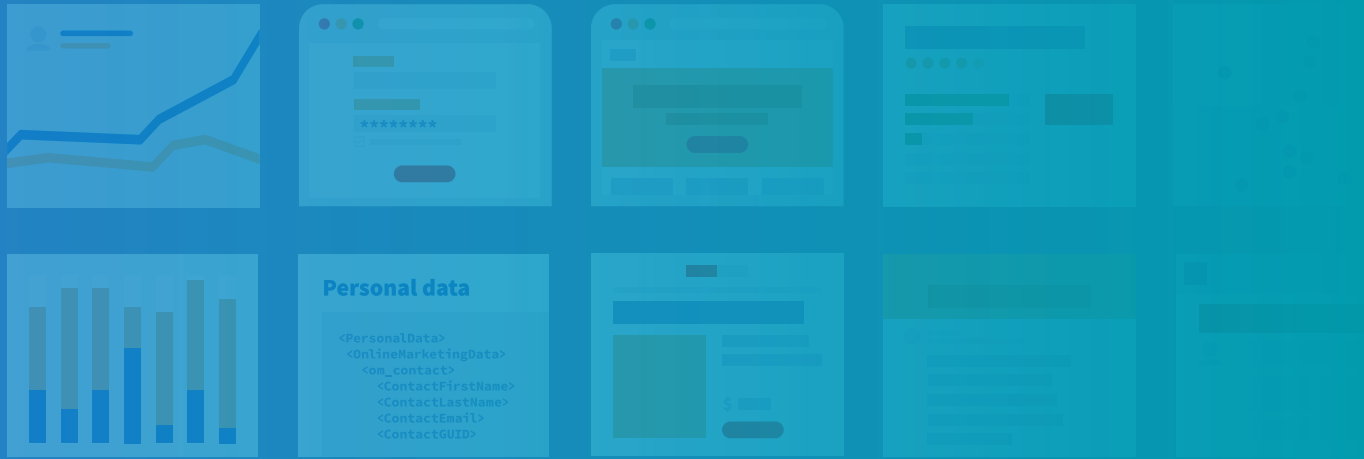 ********
Personal data
<PersonalData>
<OnlineMarketingData>
<om_contact>
<ContactFirstName>
<ContactLastName>
<ContactEmail>
<ContactGUID>
$